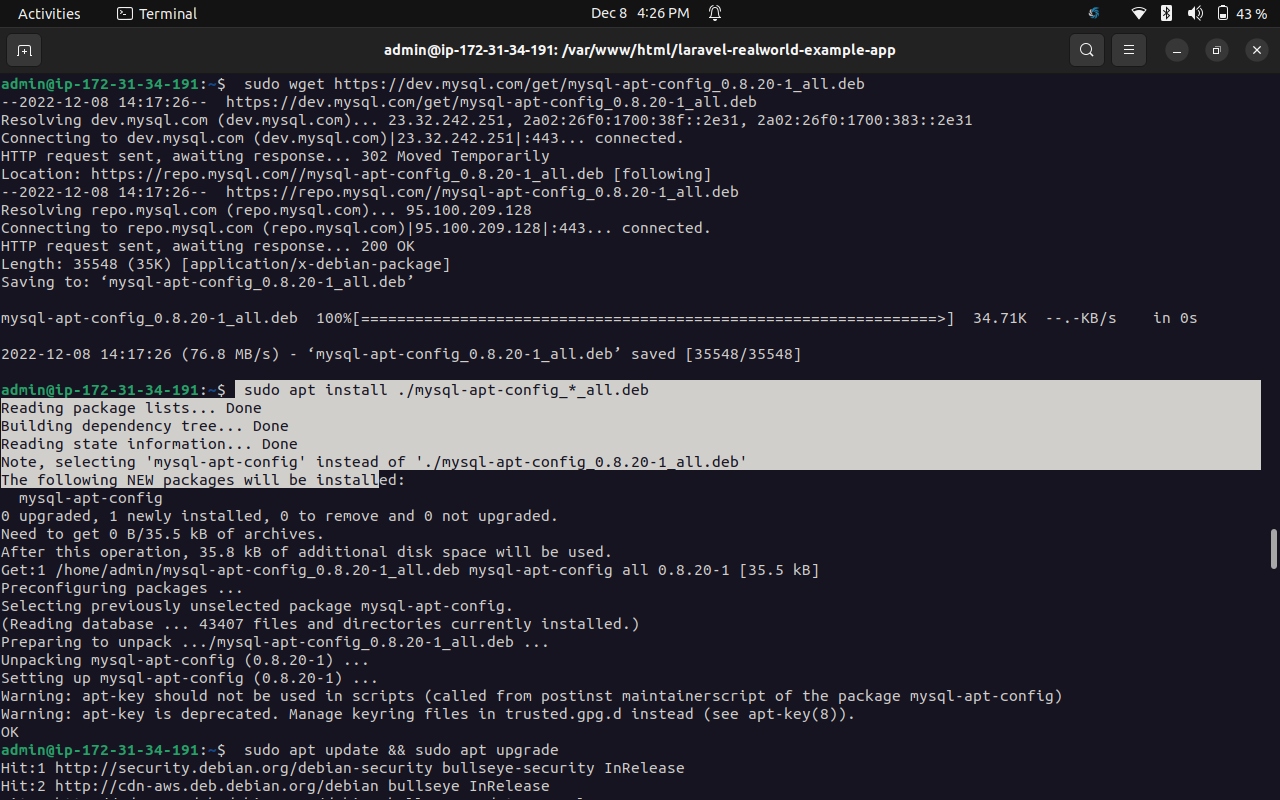 Activities Terminal Dec 8 4:26 PM 43 %
admin@ip-172-31-34-191: /var/www/html/laravel-realworld-example-app
admin@ip-172-31-34-191:~$  sudo wget https://dev.mysql.com/get/mysql-apt-config_0.8.20-1_all.deb
--2022-12-08 14:17:26--  https://dev.mysql.com/get/mysql-apt-config_0.8.20-1_all.deb
Resolving dev.mysql.com (dev.mysql.com)... 23.32.242.251, 2a02:26f0:1700:38f::2e31, 2a02:26f0:1700:383::2e31
Connecting to dev.mysql.com (dev.mysql.com)|23.32.242.251|:443... connected.
HTTP request sent, awaiting response... 302 Moved Temporarily
Location: https://repo.mysql.com//mysql-apt-config_0.8.20-1_all.deb [following]
--2022-12-08 14:17:26--  https://repo.mysql.com//mysql-apt-config_0.8.20-1_all.deb
Resolving repo.mysql.com (repo.mysql.com)... 95.100.209.128
Connecting to repo.mysql.com (repo.mysql.com)|95.100.209.128|:443... connected.
HTTP request sent, awaiting response... 200 OK
Length: 35548 (35K) [application/x-debian-package]
Saving to: ‘mysql-apt-config_0.8.20-1_all.deb’
mysql-apt-config_0.8.20-1_all.deb  100%[================================================================>]  34.71K  --.-KB/s    in 0s
2022-12-08 14:17:26 (76.8 MB/s) - ‘mysql-apt-config_0.8.20-1_all.deb’ saved [35548/35548]
admin@ip-172-31-34-191:~$  sudo apt install ./mysql-apt-config_*_all.deb
Reading package lists... Done
Building dependency tree... Done
Reading state information... Done
Note, selecting 'mysql-apt-config' instead of './mysql-apt-config_0.8.20-1_all.deb'
The following NEW packages will be installed:
  mysql-apt-config
0 upgraded, 1 newly installed, 0 to remove and 0 not upgraded.
Need to get 0 B/35.5 kB of archives.
After this operation, 35.8 kB of additional disk space will be used.
Get:1 /home/admin/mysql-apt-config_0.8.20-1_all.deb mysql-apt-config all 0.8.20-1 [35.5 kB]
Preconfiguring packages ...
Selecting previously unselected package mysql-apt-config.
(Reading database ... 43407 files and directories currently installed.)
Preparing to unpack .../mysql-apt-config_0.8.20-1_all.deb ...
Unpacking mysql-apt-config (0.8.20-1) ...
Setting up mysql-apt-config (0.8.20-1) ...
Warning: apt-key should not be used in scripts (called from postinst maintainerscript of the package mysql-apt-config)
Warning: apt-key is deprecated. Manage keyring files in trusted.gpg.d instead (see apt-key(8)).
OK
admin@ip-172-31-34-191:~$  sudo apt update && sudo apt upgrade
Hit:1 http://security.debian.org/debian-security bullseye-security InRelease
Hit:2 http://cdn-aws.deb.debian.org/debian bullseye InRelease